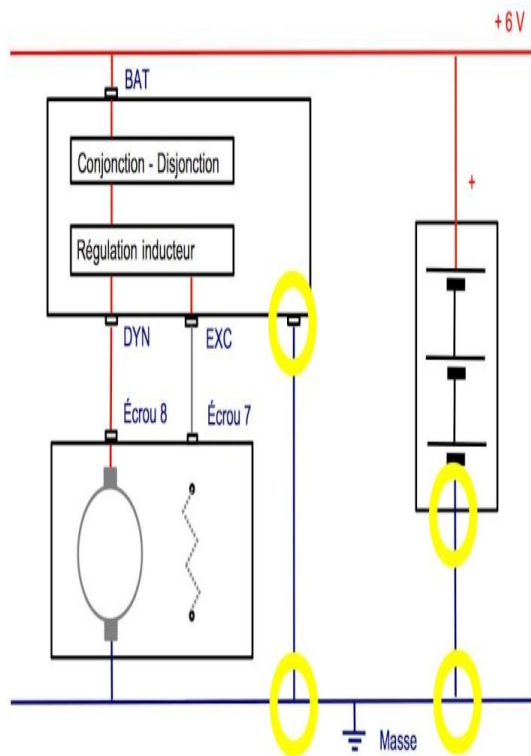 +6 V
BAT
Conjonction - Disjonction
+
Régulation inducteur
DYN
EXC
Écrou 8
Écrou 7
Masse